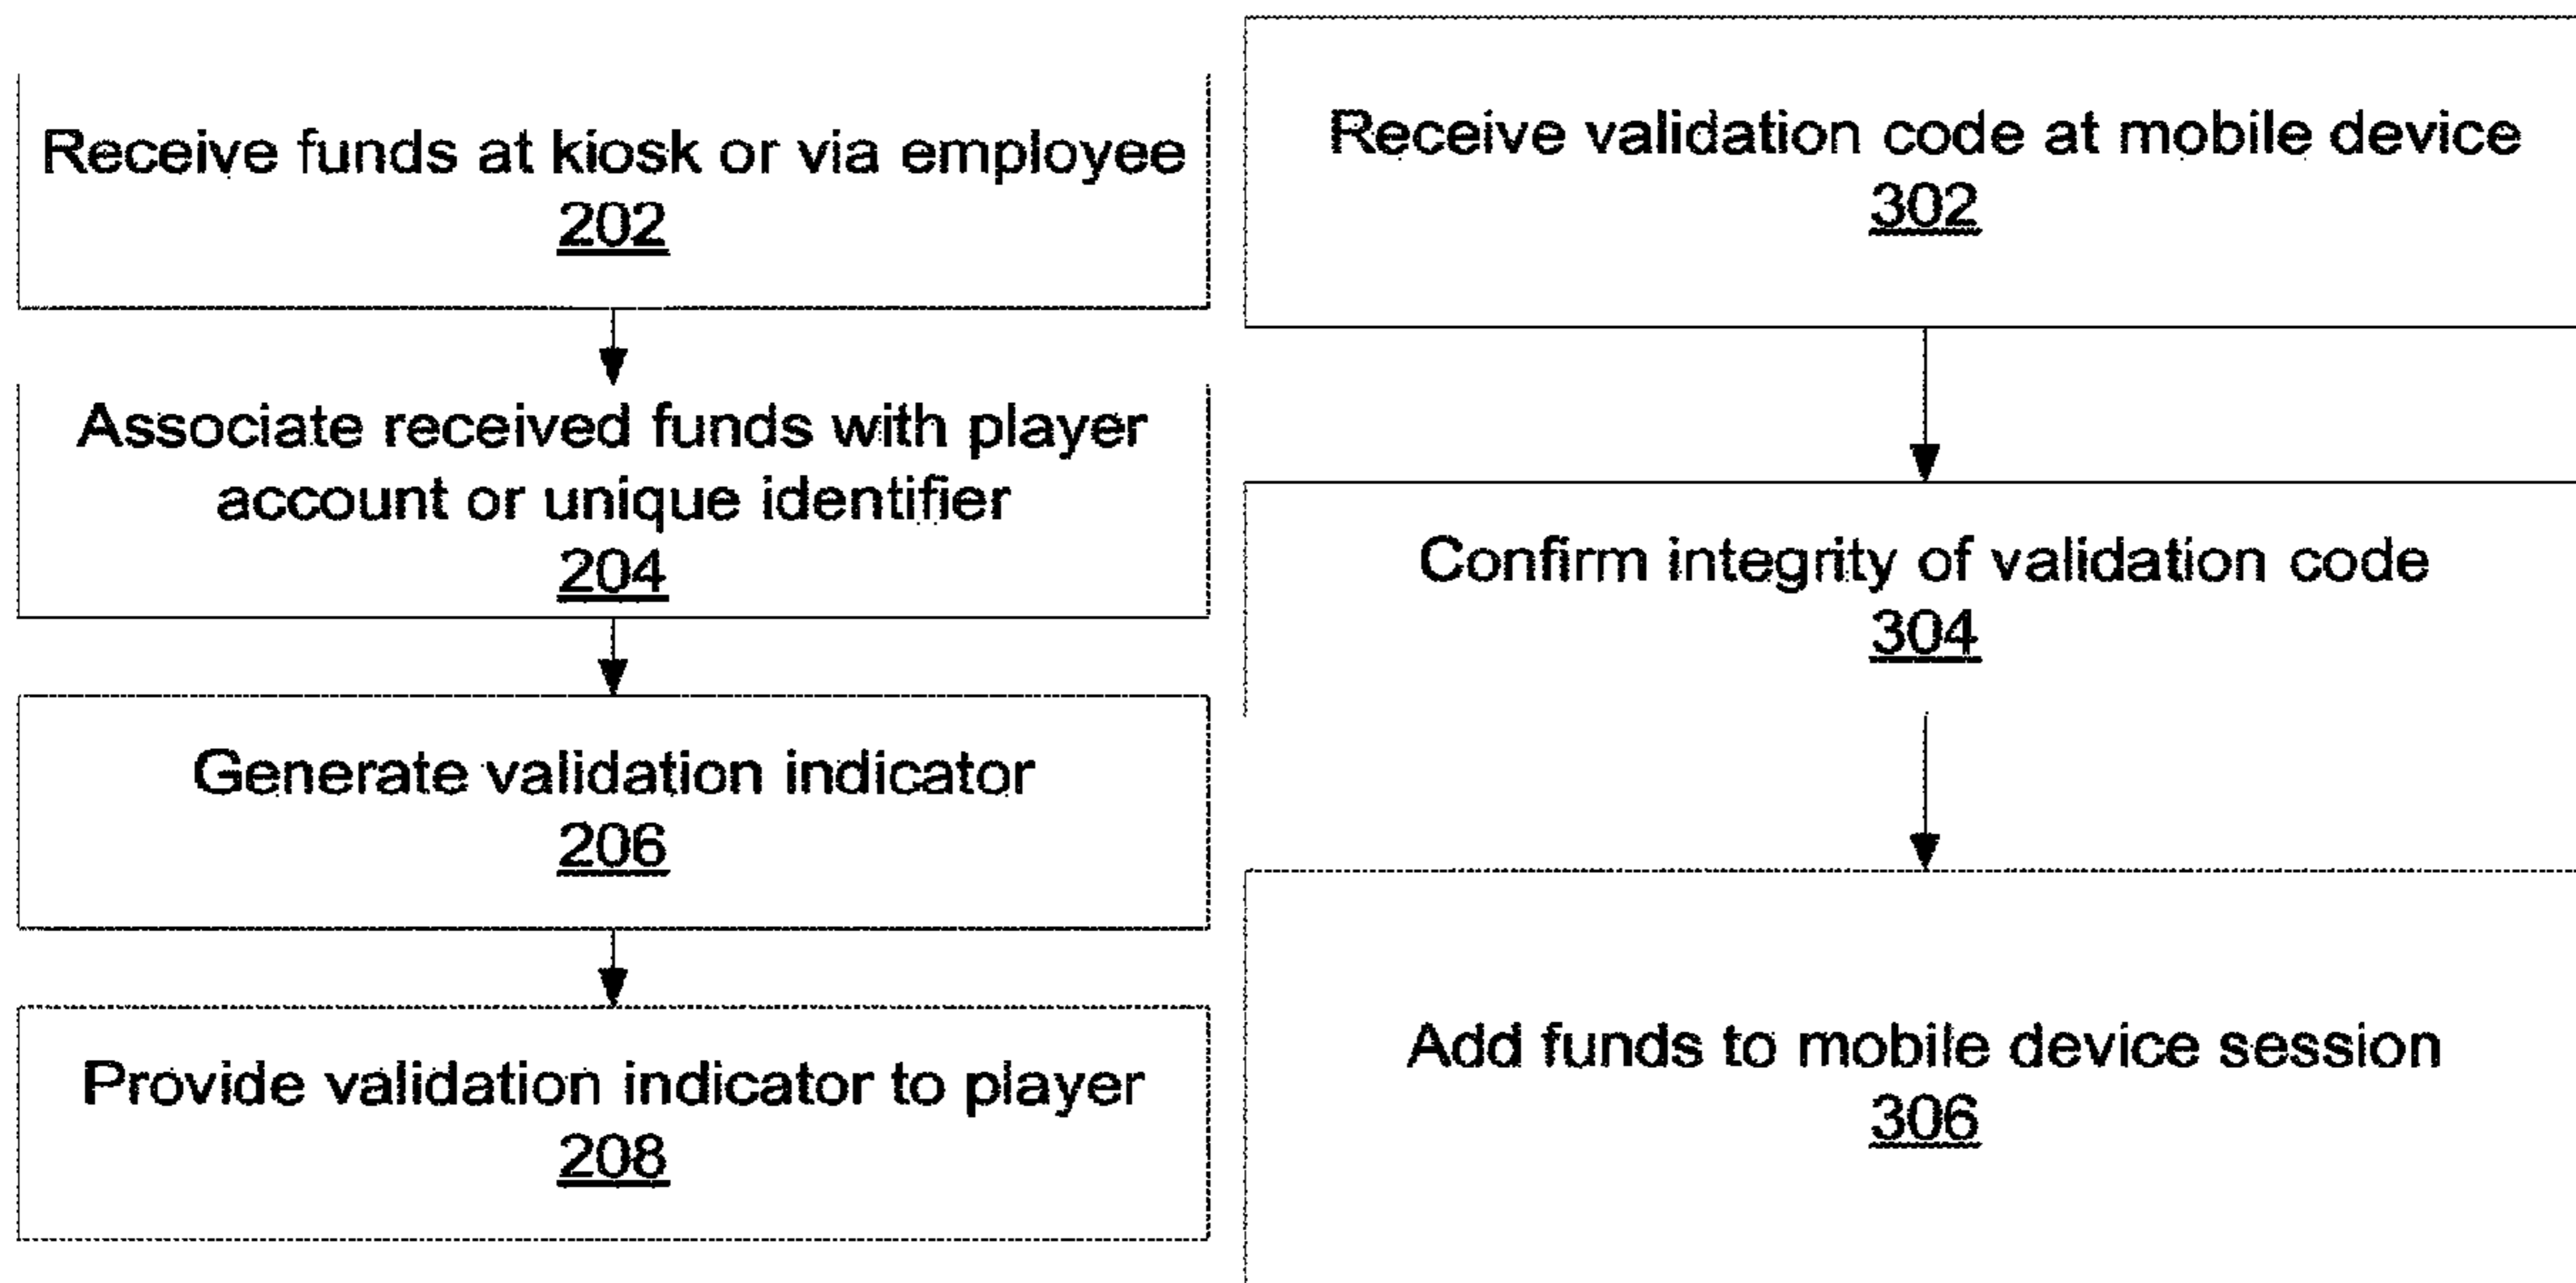 Receive funds at kiosk or via employee
202
Associate received funds with player
account or unique identifier
204
Generate validation indicator
206
Provide validation indicator to player
208
Receive validation code at mobile device
302
Confirm integrity of validation code
304
Add funds to mobile device session
306